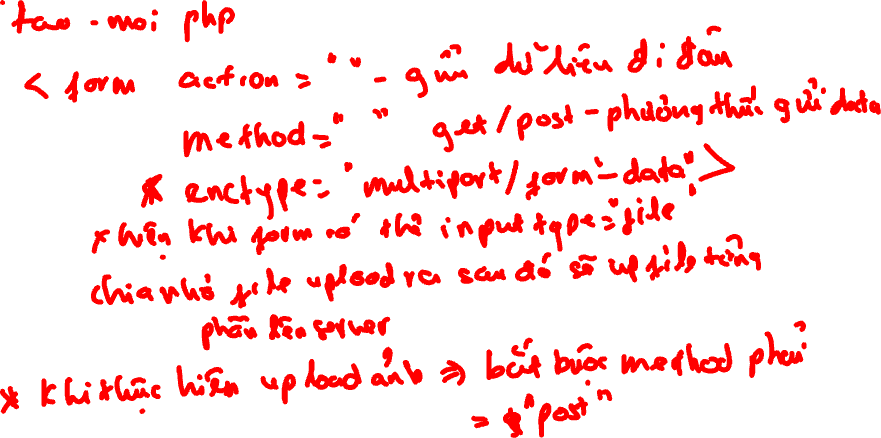 tao-moi php
< form action = " " - gửi dữ liệu đi đâu
method = " " get / post - phương thức gửi data
* enctype = "multipart / form-data" >
* hiện khi form có thẻ input type = "file"
chia nhỏ file upload ra sau đó sẽ up file từng
phần lên server
* Khi thực hiện upload ảnh => bắt buộc method phải
= "post"